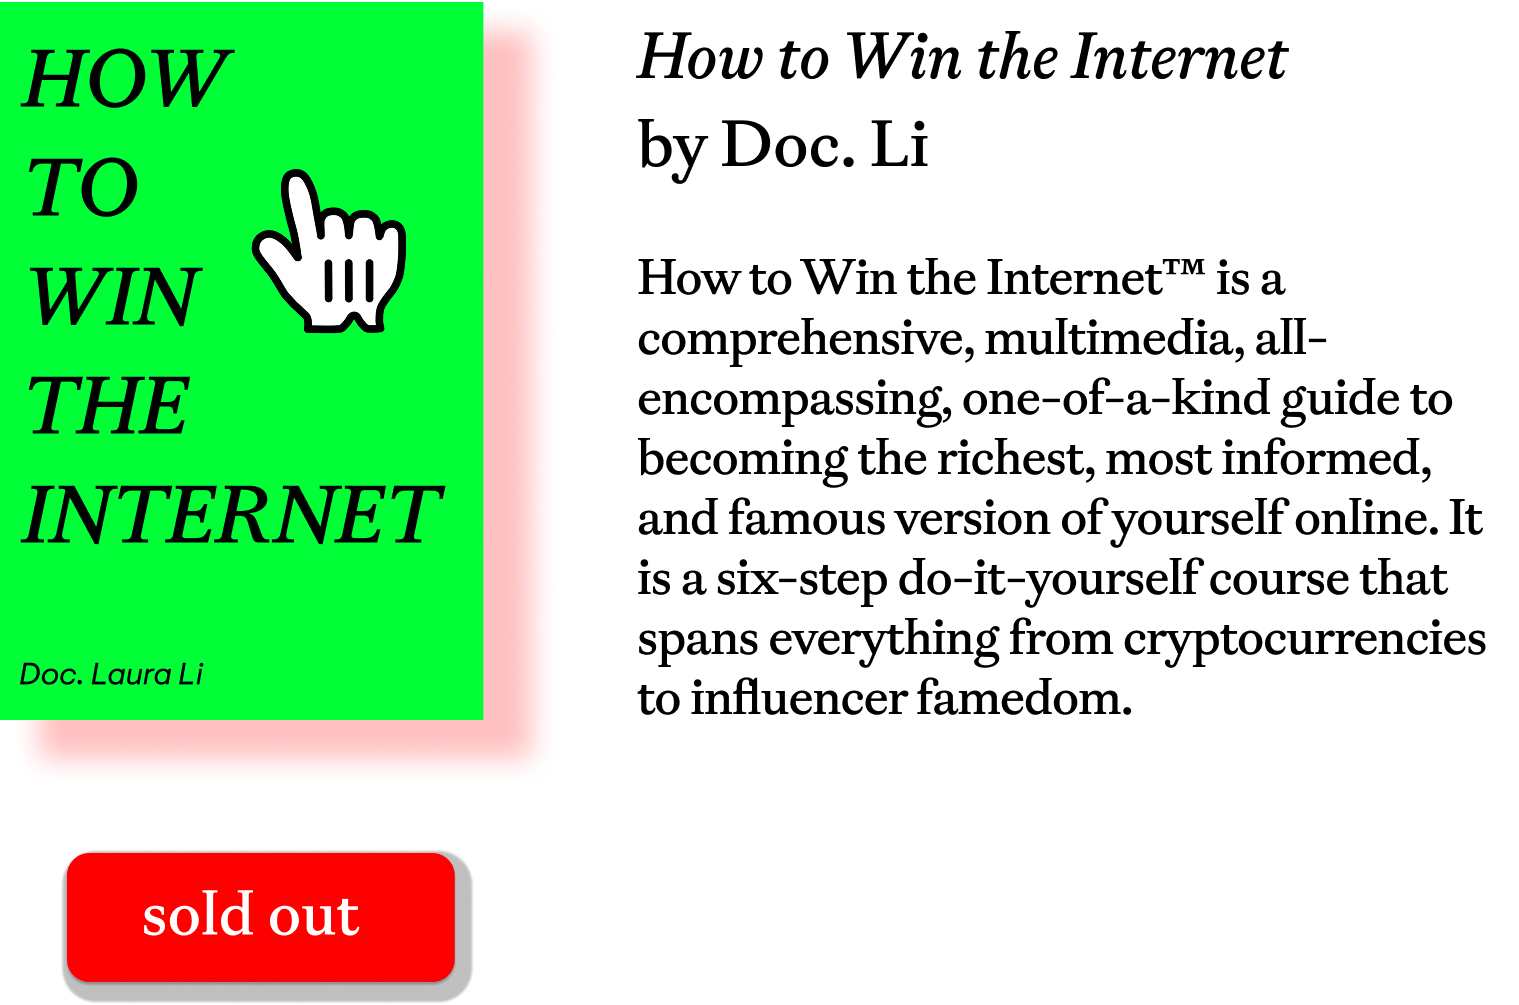 HOW
TO
WIN
THE
INTERNET
Doc. Laura Li
sold out
How to Win the Internet
by Doc. Li
How to Win the Internet™ is a
comprehensive, multimedia, all-
encompassing, one-of-a-kind guide to
becoming the richest, most informed,
and famous version of yourself online. It
is a six-step do-it-yourself course that
spans everything from cryptocurrencies
to influencer famedom.